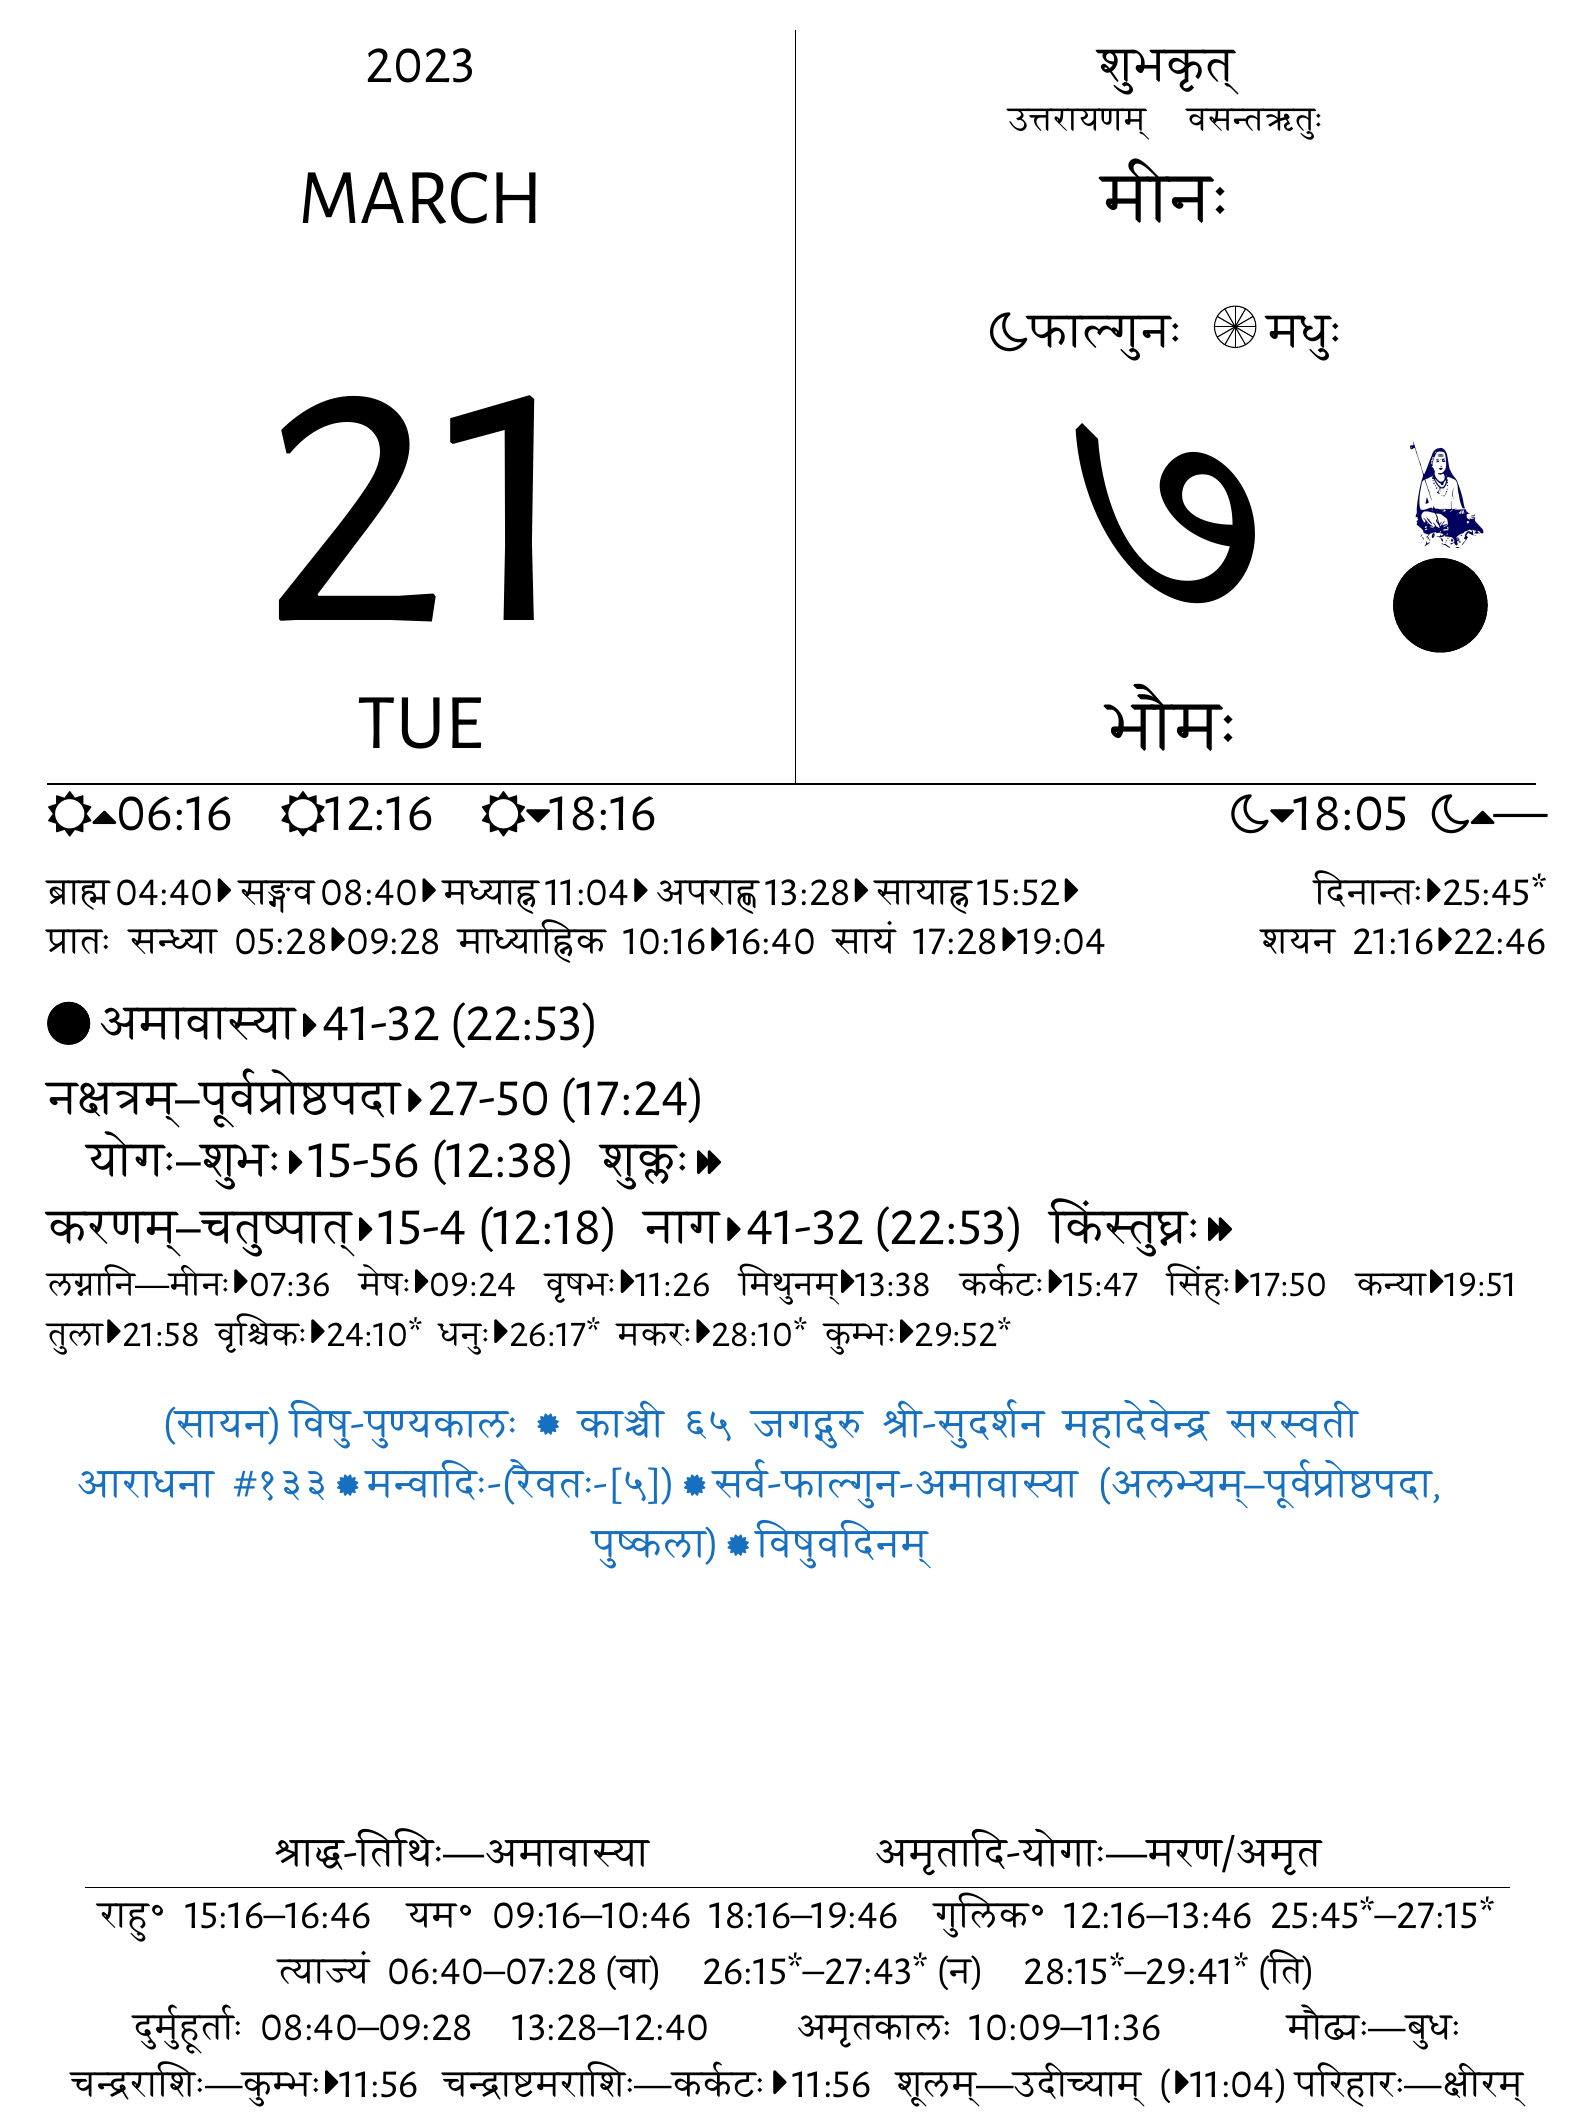 2023
MARCH
21
TUE
शुभकृत्
उत्तरायणम् वसन्तऋतुः
मीनः
फाल्गुनः मधुः
७
भौमः
06:16 12:16 18:16 18:05 —
ब्राह्म 04:40 सङ्गव 08:40 मध्याह्न 11:04 अपराह्ण 13:28 सायाह्न 15:52 दिनान्तः 25:45*
प्रातः सन्ध्या 05:28 09:28 माध्याह्निक 10:16 16:40 सायं 17:28 19:04 शयन 21:16 22:46
अमावास्या 41-32 (22:53)
नक्षत्रम्–पूर्वप्रोष्ठपदा 27-50 (17:24)
योगः–शुभः 15-56 (12:38) शुक्लः
करणम्–चतुष्पात् 15-4 (12:18) नाग 41-32 (22:53) किंस्तुघ्नः
लग्नानि—मीनः 07:36 मेषः 09:24 वृषभः 11:26 मिथुनम् 13:38 कर्कटः 15:47 सिंहः 17:50 कन्या 19:51
तुला 21:58 वृश्चिकः 24:10* धनुः 26:17* मकरः 28:10* कुम्भः 29:52*
(सायन) विषु-पुण्यकालः ✹ काञ्ची ६५ जगद्गुरु श्री-सुदर्शन महादेवेन्द्र सरस्वती
आराधना #१३३ ✹ मन्वादिः-(रैवतः-[५]) ✹ सर्व-फाल्गुन-अमावास्या (अलभ्यम्–पूर्वप्रोष्ठपदा,
पुष्कला) ✹ विषुवदिनम्
श्राद्ध-तिथिः—अमावास्या अमृतादि-योगाः—मरण/अमृत
राहु॰ 15:16–16:46 यम॰ 09:16–10:46 18:16–19:46 गुलिक॰ 12:16–13:46 25:45*–27:15*
त्याज्यं 06:40–07:28 (वा) 26:15*–27:43* (न) 28:15*–29:41* (ति)
दुर्मुहूर्ताः 08:40–09:28 13:28–12:40 अमृतकालः 10:09–11:36 मौढ्यः—बुधः
चन्द्रराशिः—कुम्भः 11:56 चन्द्राष्टमराशिः—कर्कटः 11:56 शूलम्—उदीच्याम् (11:04) परिहारः—क्षीरम्